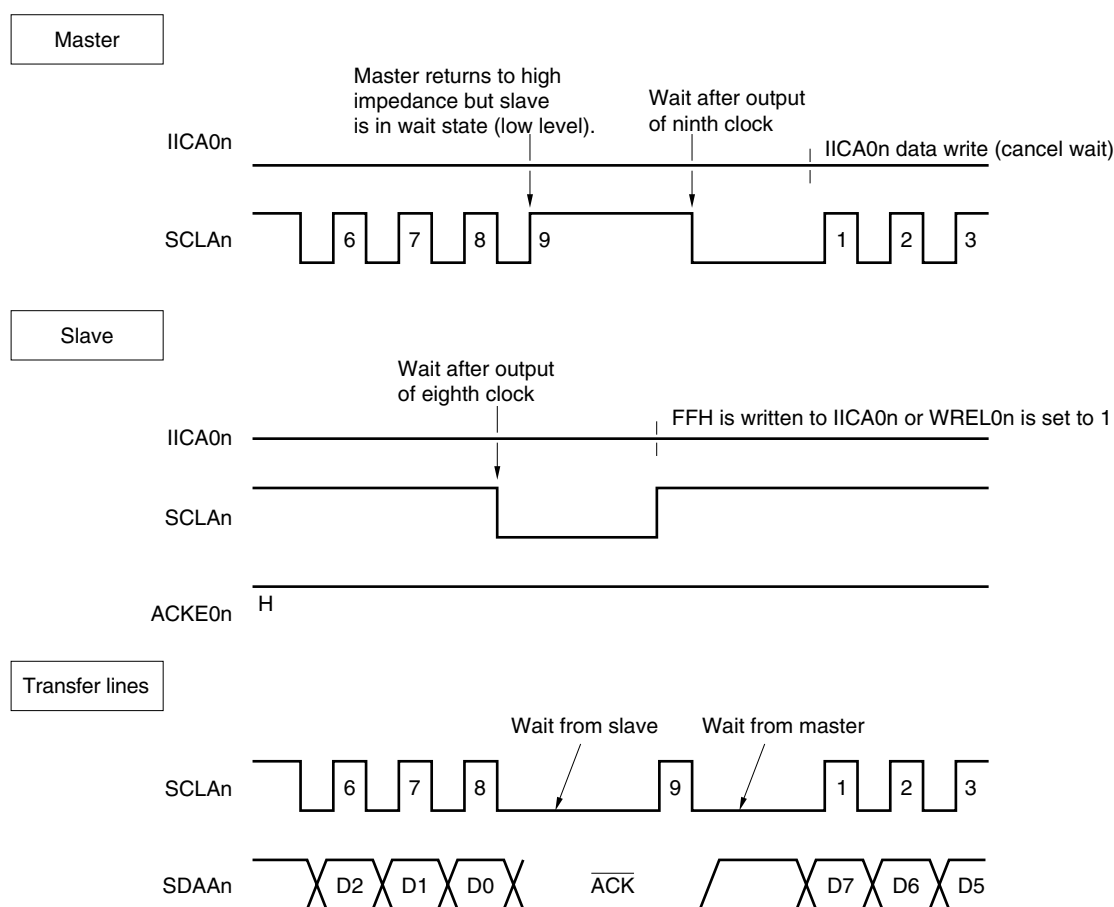 Master
Master returns to high
impedance but slave
is in wait state (low level).
Wait after output
of ninth clock
IICA0n
IICA0n data write (cancel wait)
SCLAn
6 7 8 9 1 2 3
Slave
Wait after output
of eighth clock
FFH is written to IICA0n or WREL0n is set to 1
IICA0n
SCLAn
H
ACKE0n
Transfer lines
Wait from slave
Wait from master
SCLAn
6 7 8 9 1 2 3
SDAAn
D2 D1 D0 ACK D7 D6 D5